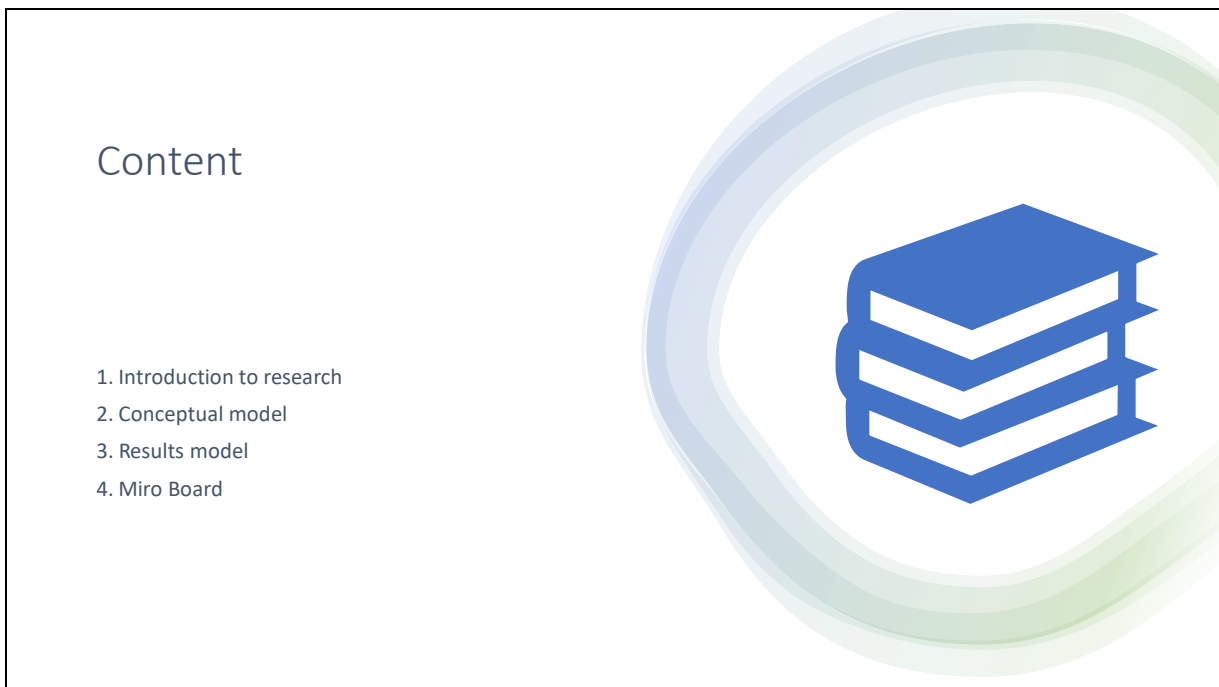 Content
1. Introduction to research
2. Conceptual model
3. Results model
4. Miro Board